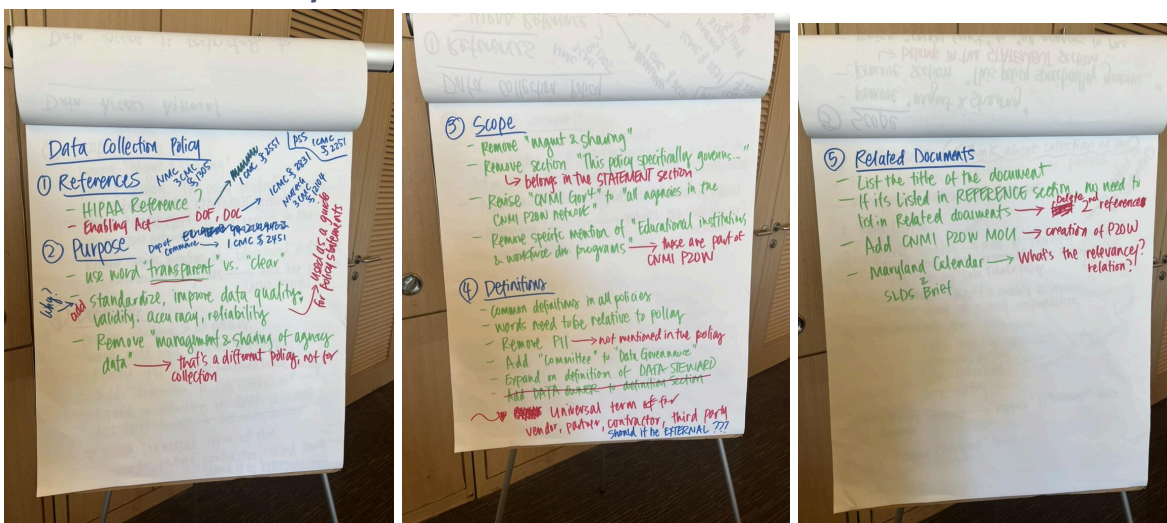 Data Collection Policy
① References
NMC
3 CMC
§ 1305
1 CMC § 2551
PSS 1 CMC
§ 2251
- HIPAA Reference?
- Enabling Act
DOF, DOC
1 CMC § 2831
3 CMC
Dept of
Commerce → 1 CMC § 2451
② Purpose
- use word "transparent" vs. "clear"
Why? → add
- standardize, improve data quality,
validity, accuracy, reliability
→ used as a guide
for policy statements
- Remove "management & sharing of agency
data" → that's a different policy, not for
collection
③ Scope
- Remove "mgmt & sharing"
- Remove section "This policy specifically governs..."
↳ belongs in the STATEMENT section
- Revise "CNMI Gov't" to "all agencies in the
CNMI P20W network"
- Remove specific mention of "Educational institutions
& workforce dev programs" → these are part of
CNMI P20W
④ Definitions
- common definitions in all policies
- words need to be relative to policy
- Remove PII → not mentioned in the policy
- Add "Committee" to "Data Governance"
- Expand on definition of DATA STEWARD
- Add DATA OWNER to definition section
Universal term for
vendor, partner, contractor, third party
should it be EXTERNAL ???
⑤ Related Documents
- List the title of the document
- If its Listed in REFERENCE section, no need to
list in Related documents → Delete 2nd reference
- Add CNMI P20W MOU → creation of P20W
- Maryland Calendar → What's the relevancy?
relation?
SLDS Brief